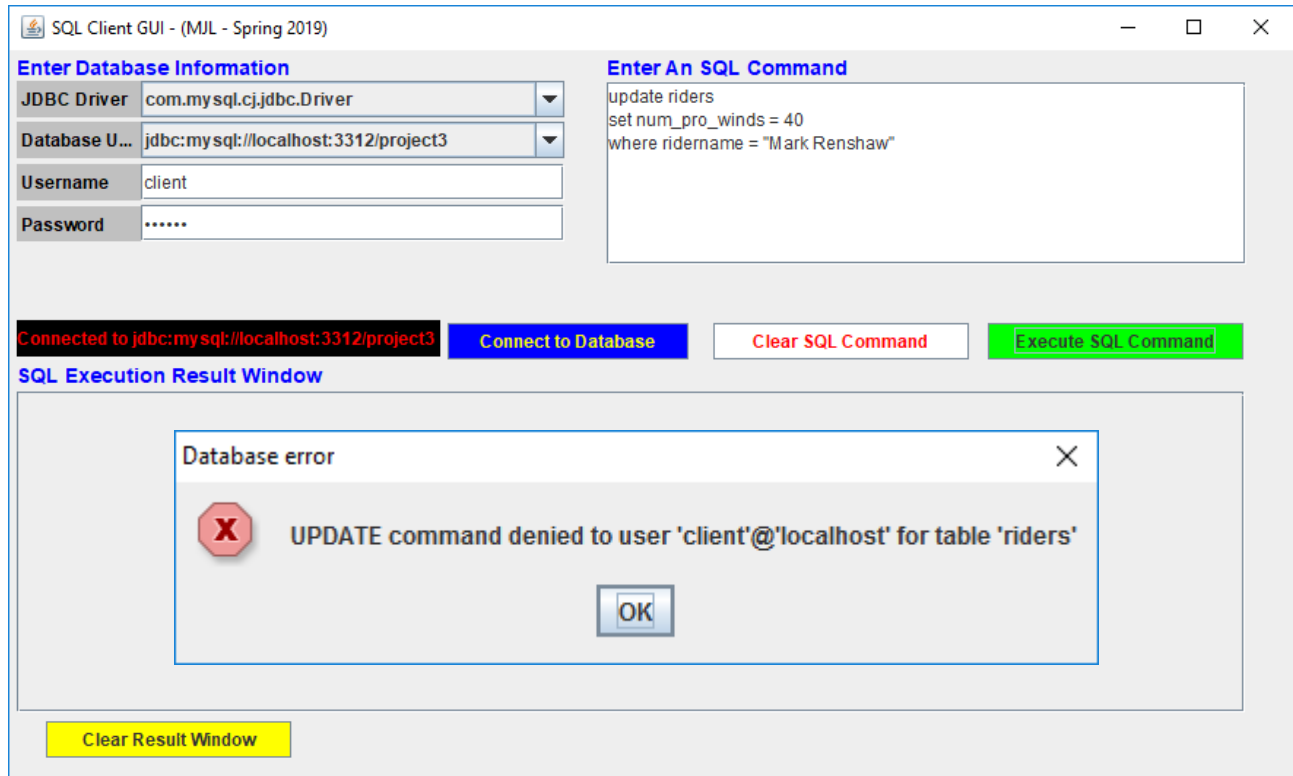 SQL Client GUI - (MJL - Spring 2019)
Enter Database Information
Enter An SQL Command
JDBC Driver com.mysql.cj.jdbc.Driver
Database U... jdbc:mysql://localhost:3312/project3
Username client
Password ••••••
update riders
set num_pro_winds = 40
where ridername = "Mark Renshaw"
Connected to jdbc:mysql://localhost:3312/project3 Connect to Database Clear SQL Command Execute SQL Command
SQL Execution Result Window
Database error
X
UPDATE command denied to user 'client'@'localhost' for table 'riders'
OK
Clear Result Window